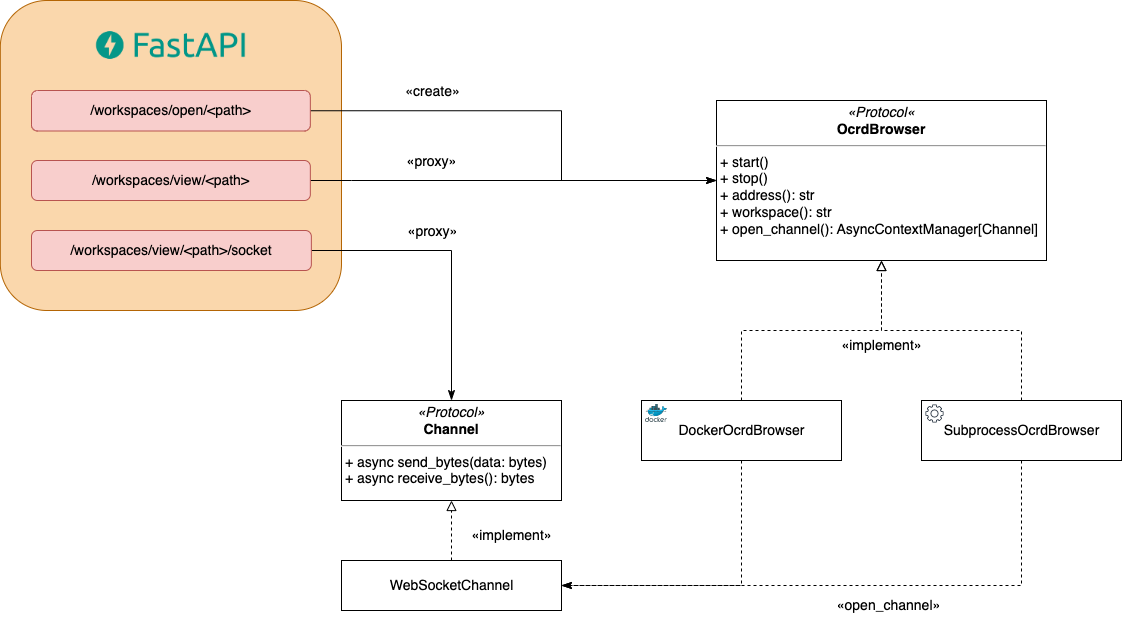 FastAPI
/workspaces/open/<path>
«create»
/workspaces/view/<path>
«proxy»
/workspaces/view/<path>/socket
«proxy»
«Protocol«
OcrdBrowser
+ start()
+ stop()
+ address(): str
+ workspace(): str
+ open_channel(): AsyncContextManager[Channel]
«implement»
«Protocol»
Channel
+ async send_bytes(data: bytes)
+ async receive_bytes(): bytes
docker
DockerOcrdBrowser
SubprocessOcrdBrowser
«implement»
WebSocketChannel
«open_channel»